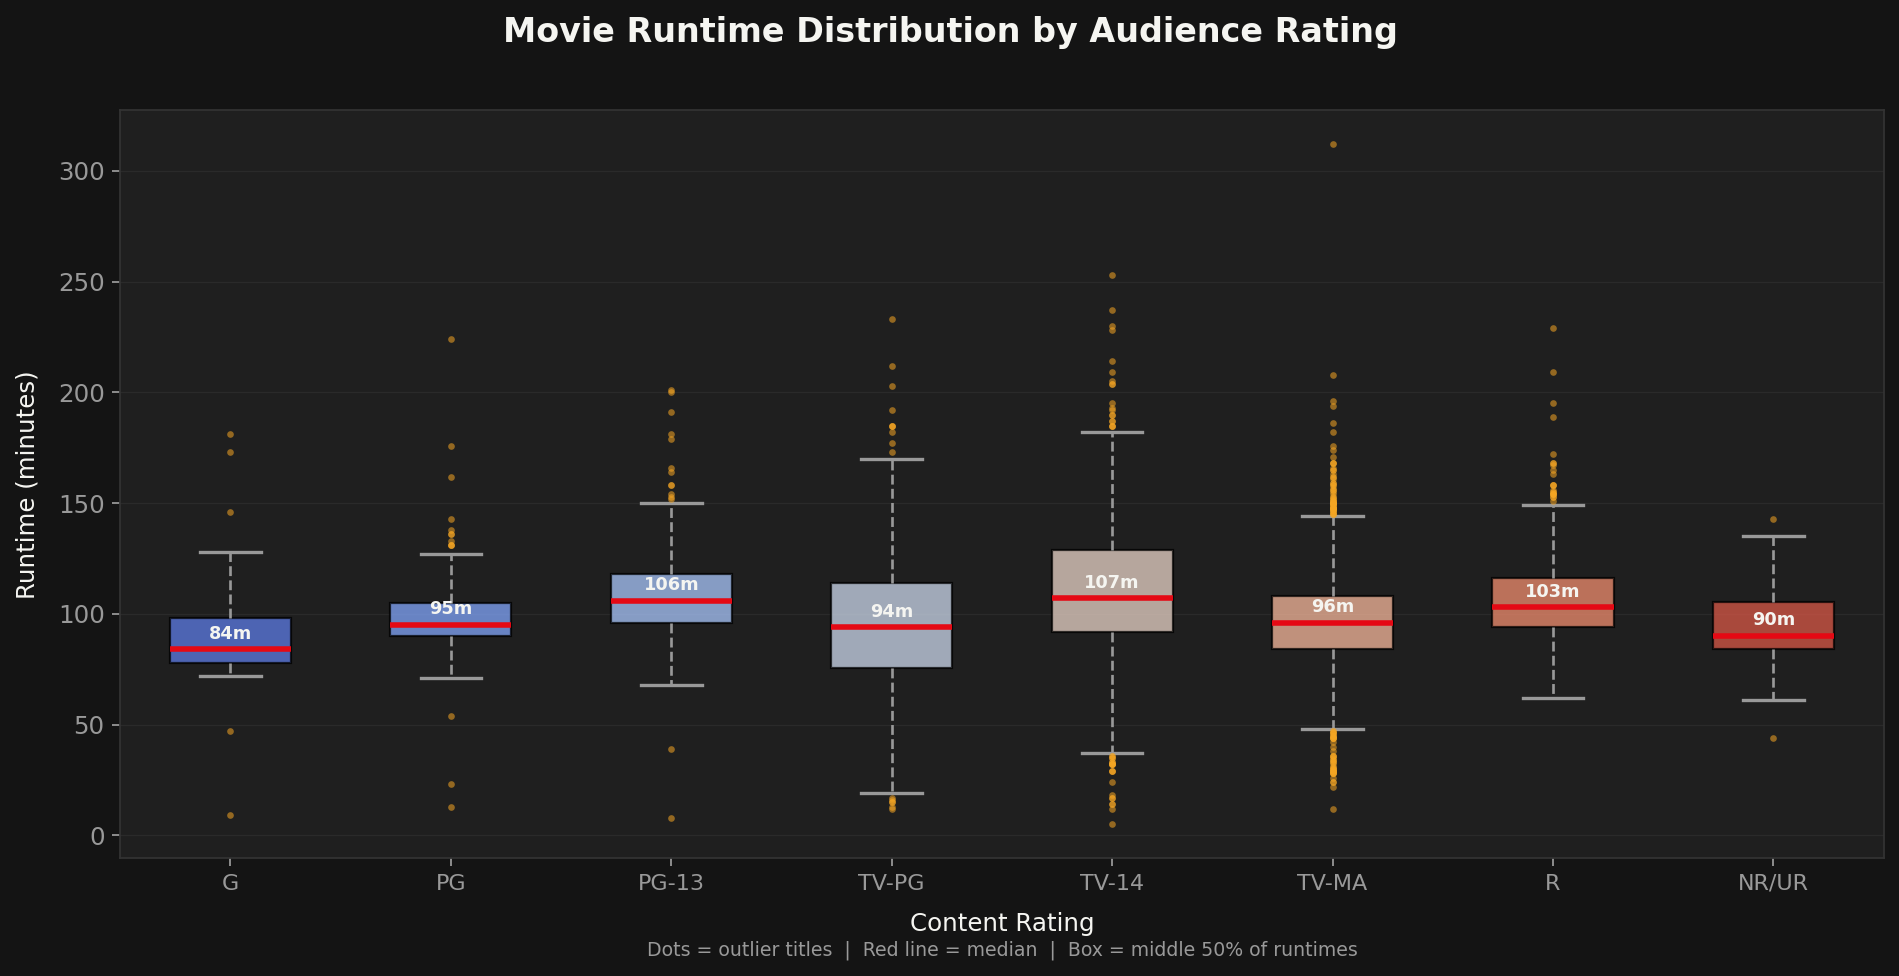 Movie Runtime Distribution by Audience Rating
Runtime (minutes)
300
250
200
150
100
50
0
84m
95m
106m
94m
107m
96m
103m
90m
G
PG
PG-13
TV-PG
TV-14
TV-MA
R
NR/UR
Content Rating
Dots = outlier titles | Red line = median | Box = middle 50% of runtimes